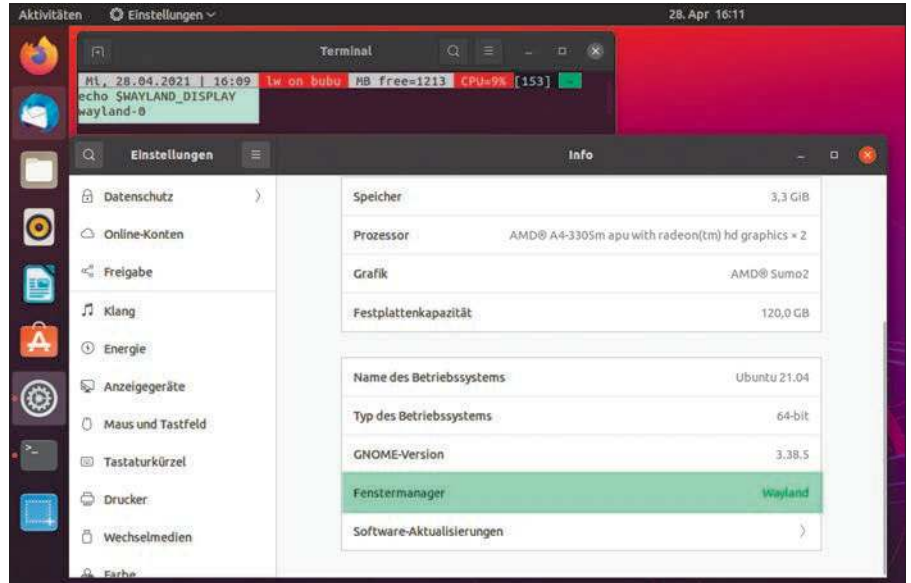 Aktivitäten Einstellungen 28. Apr 16:11
Terminal
Mi, 28.04.2021 | 16:09 lw on bubu MB free=1213 CPU=9% [153] ~
echo $WAYLAND_DISPLAY
wayland-0
Einstellungen Info
Datenschutz
Online-Konten
Freigabe
Klang
Energie
Anzeigegeräte
Maus und Tastfeld
Tastaturkürzel
Drucker
Wechselmedien
Farbe
Speicher 3,3 GiB
Prozessor AMD® A4-3305m apu with radeon(tm) hd graphics × 2
Grafik AMD® Sumo2
Festplattenkapazität 120,0 GB
Name des Betriebssystems Ubuntu 21.04
Typ des Betriebssystems 64-bit
GNOME-Version 3.38.5
Fenstermanager Wayland
Software-Aktualisierungen